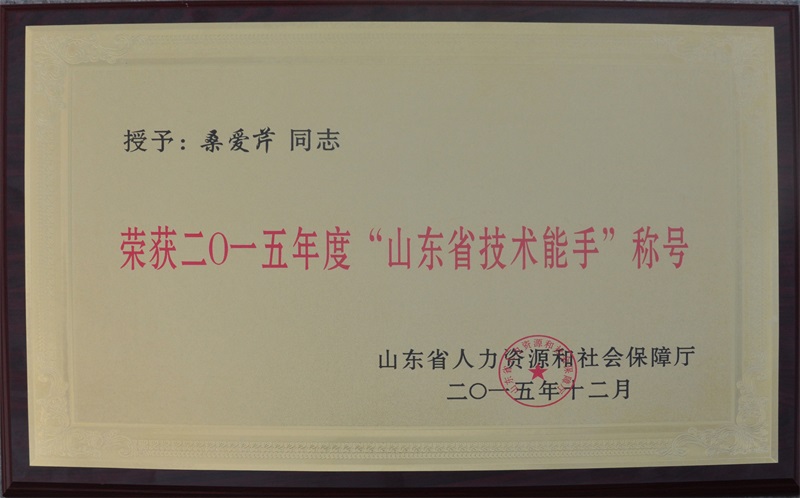 授予：桑爱芹 同志
荣获二〇一五年度“山东省技术能手”称号
山东省人力资源和社会保障厅
二〇一五年十二月